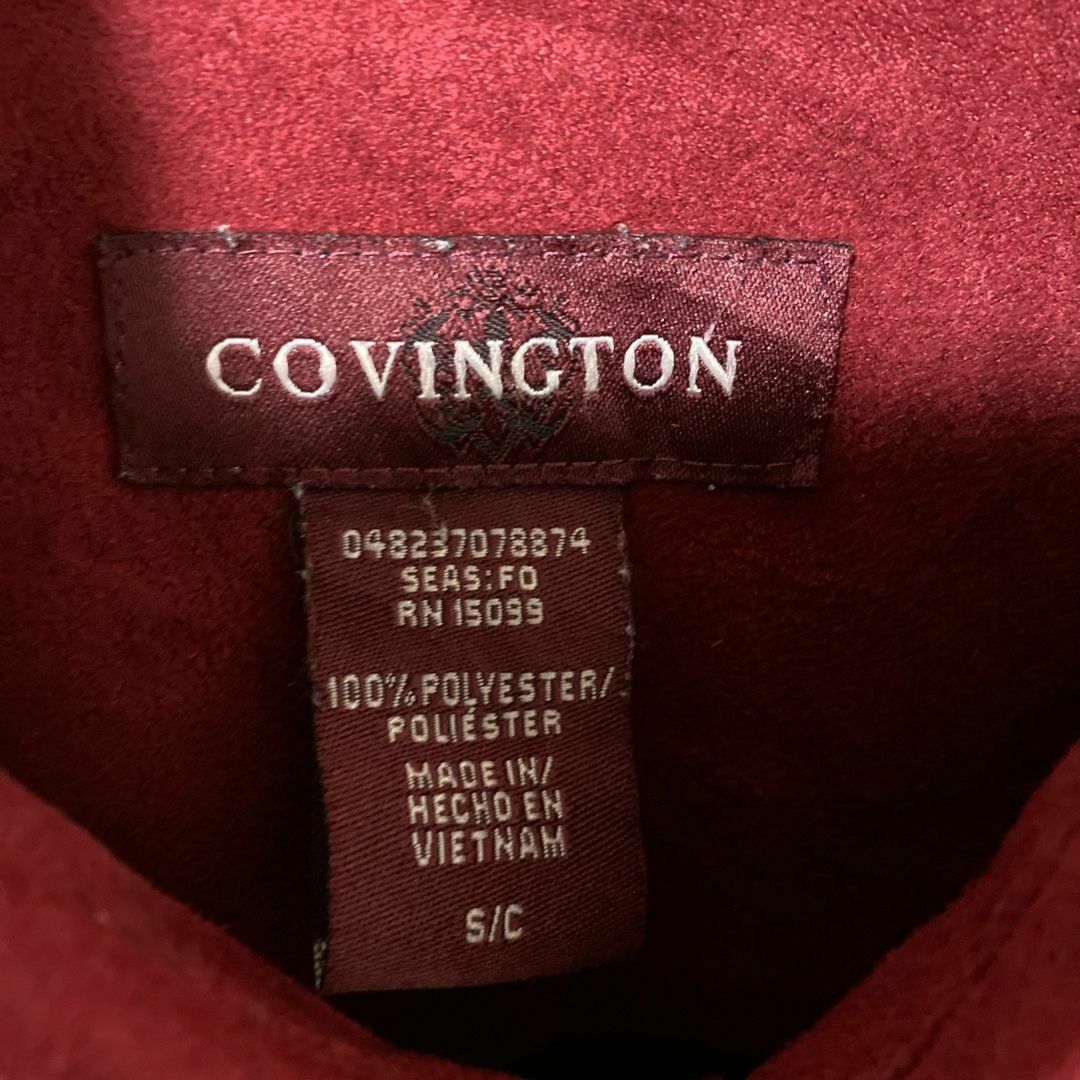 COVINGTON
048237078874
SEAS:FO
RN 15099
100% POLYESTER/
POLIÉSTER
MADE IN/
HECHO EN
VIETNAM
S/C